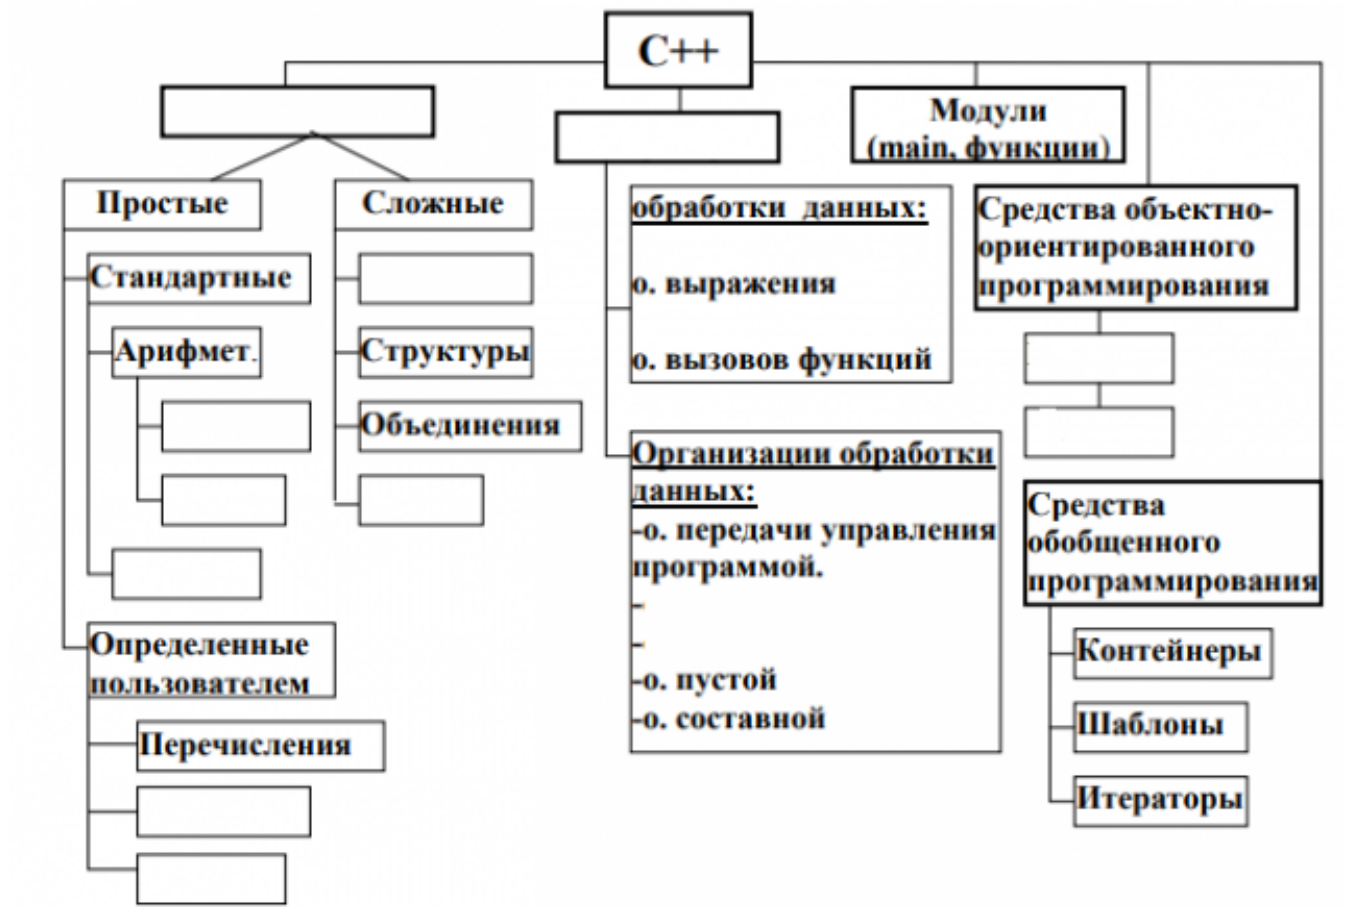 C++
Модули
(main, функции)
Простые
Сложные
Стандартные
Арифмет.
Структуры
Объединения
Определенные
пользователем
Перечисления
обработки данных:
о. выражения
о. вызовов функций
Организации обработки
данных:
-о. передачи управления
программой.
-
-
-о. пустой
-о. составной
Средства объектно-
ориентированного
программирования
Средства
обобщенного
программирования
Контейнеры
Шаблоны
Итераторы